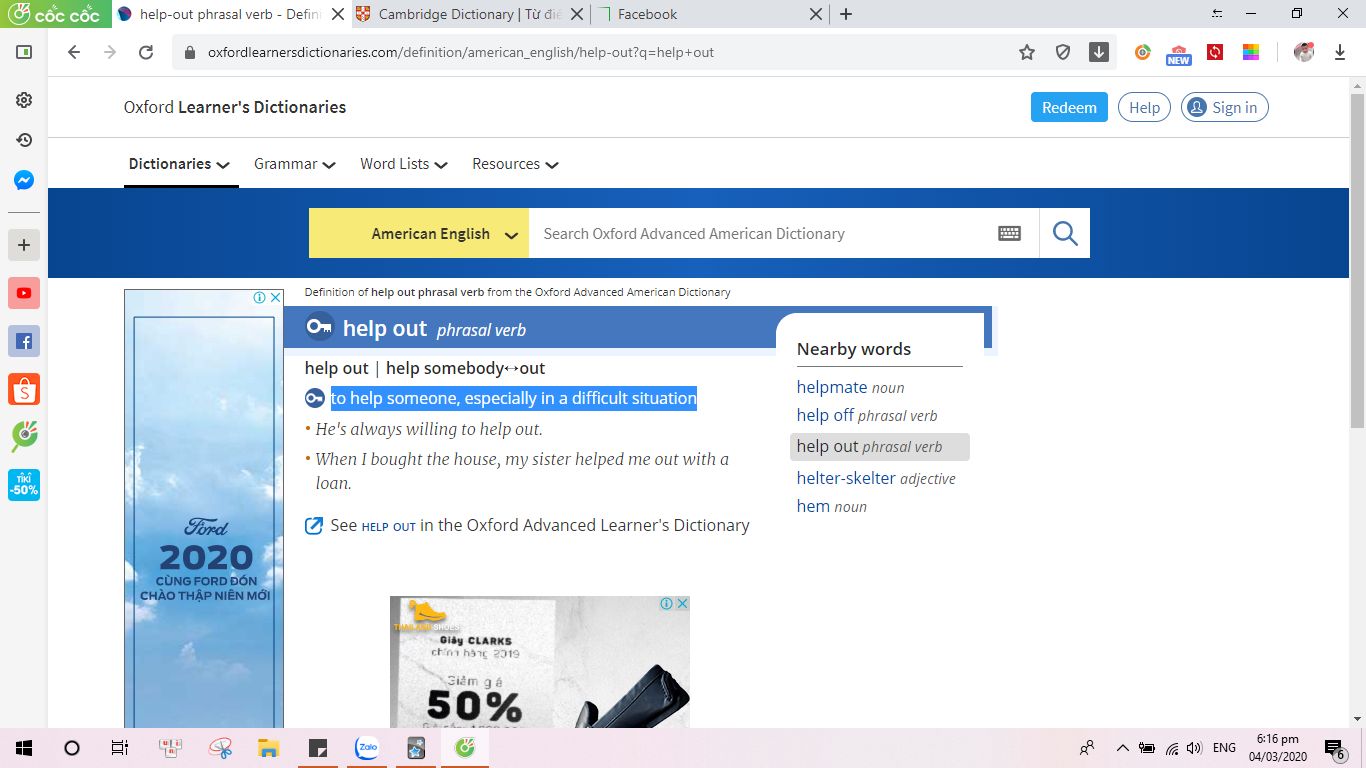 cốc cốc
help-out phrasal verb - Defini
Cambridge Dictionary | Từ điể
Facebook
oxfordlearnersdictionaries.com/definition/american_english/help-out?q=help+out
NEW
Oxford Learner's Dictionaries
Redeem
Help
Sign in
Dictionaries
Grammar
Word Lists
Resources
American English
Search Oxford Advanced American Dictionary
Definition of help out phrasal verb from the Oxford Advanced American Dictionary
help out phrasal verb
help out | help somebody↔out
to help someone, especially in a difficult situation
• He's always willing to help out.
• When I bought the house, my sister helped me out with a
loan.
See HELP OUT in the Oxford Advanced Learner's Dictionary
Nearby words
helpmate noun
help off phrasal verb
help out phrasal verb
helter-skelter adjective
hem noun
TIKI
-50%
Ford
2020
CÙNG FORD ĐÓN
CHÀO THẬP NIÊN MỚI
Giây CLARKS
chính hãng 2019
Giảm giá
50%
Zalo
ENG
6:16 pm
04/03/2020
6